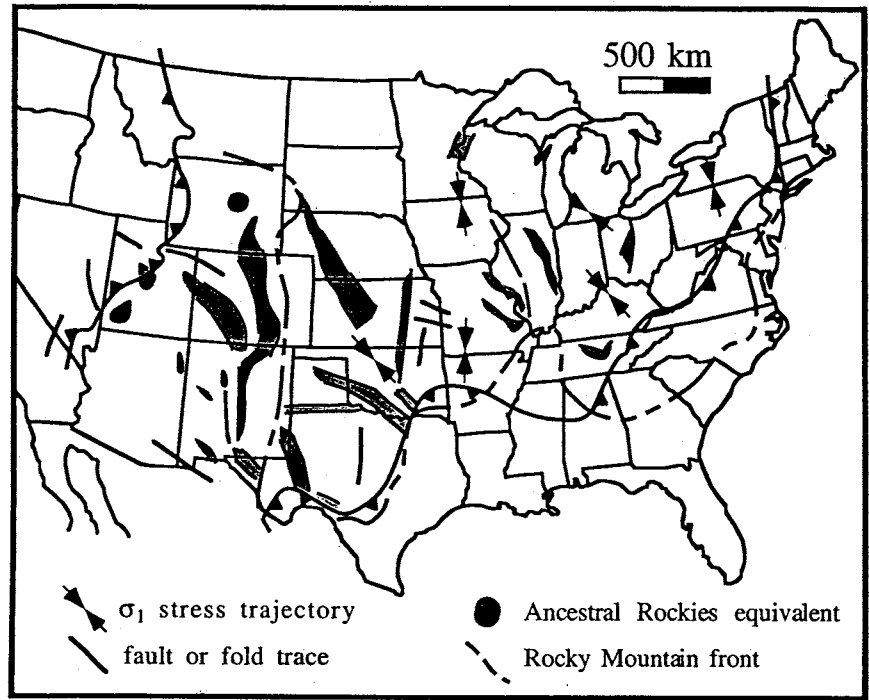 500 km
σ₁ stress trajectory
fault or fold trace
Ancestral Rockies equivalent
Rocky Mountain front